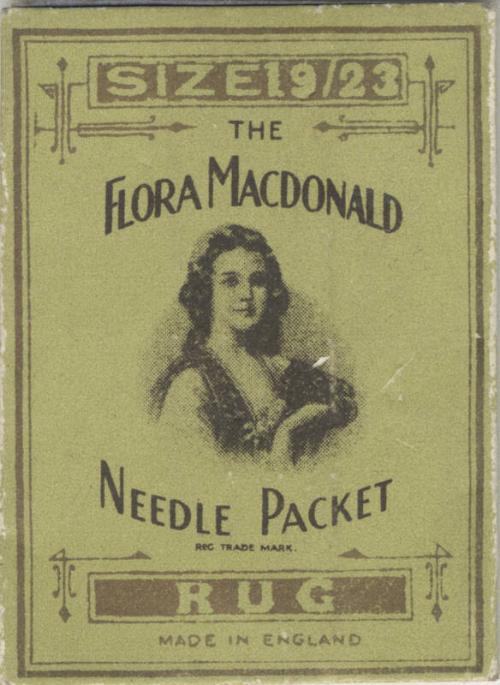 SIZE 19/23
THE
FLORA MACDONALD
NEEDLE PACKET
REG TRADE MARK.
RUG
MADE IN ENGLAND